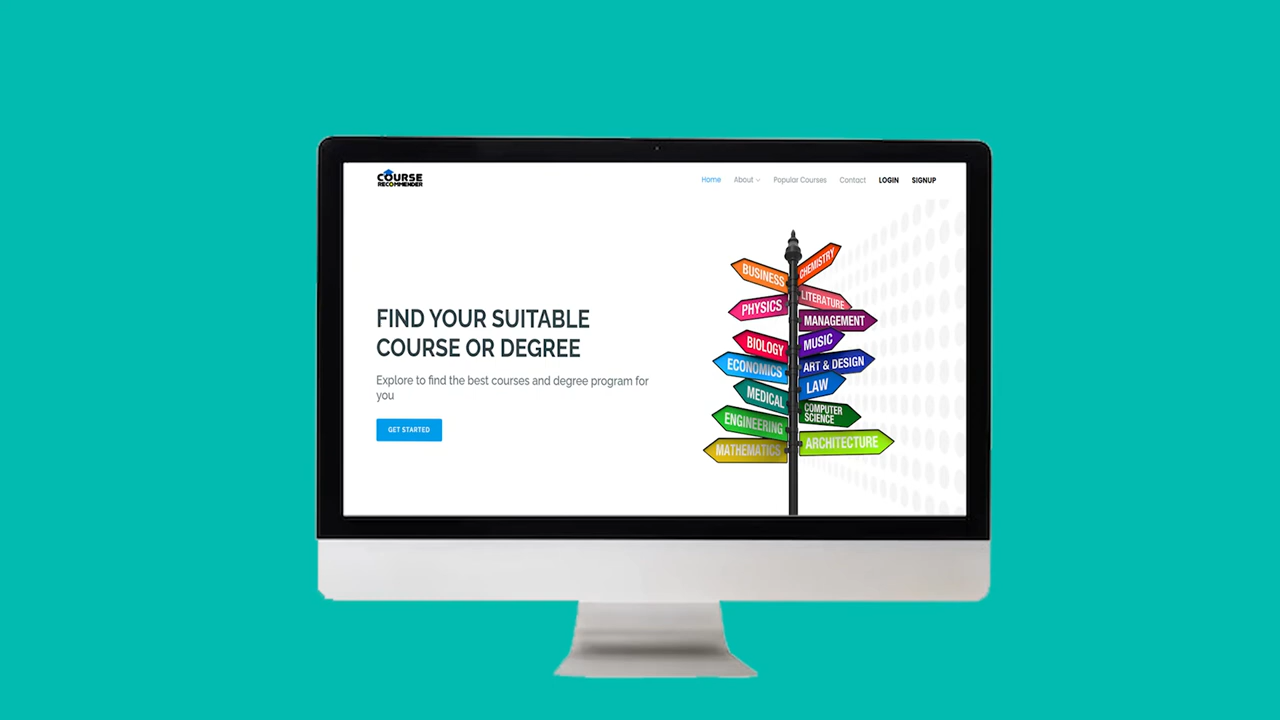 COURSE
RECOMMENDER
Home About Popular Courses Contact LOGIN SIGNUP
FIND YOUR SUITABLE
COURSE OR DEGREE
Explore to find the best courses and degree program for
you
GET STARTED
BUSINESS
CHEMISTRY
LITERATURE
PHYSICS
MANAGEMENT
BIOLOGY
MUSIC
ECONOMICS
ART & DESIGN
MEDICAL
LAW
COMPUTER
SCIENCE
ENGINEERING
ARCHITECTURE
MATHEMATICS